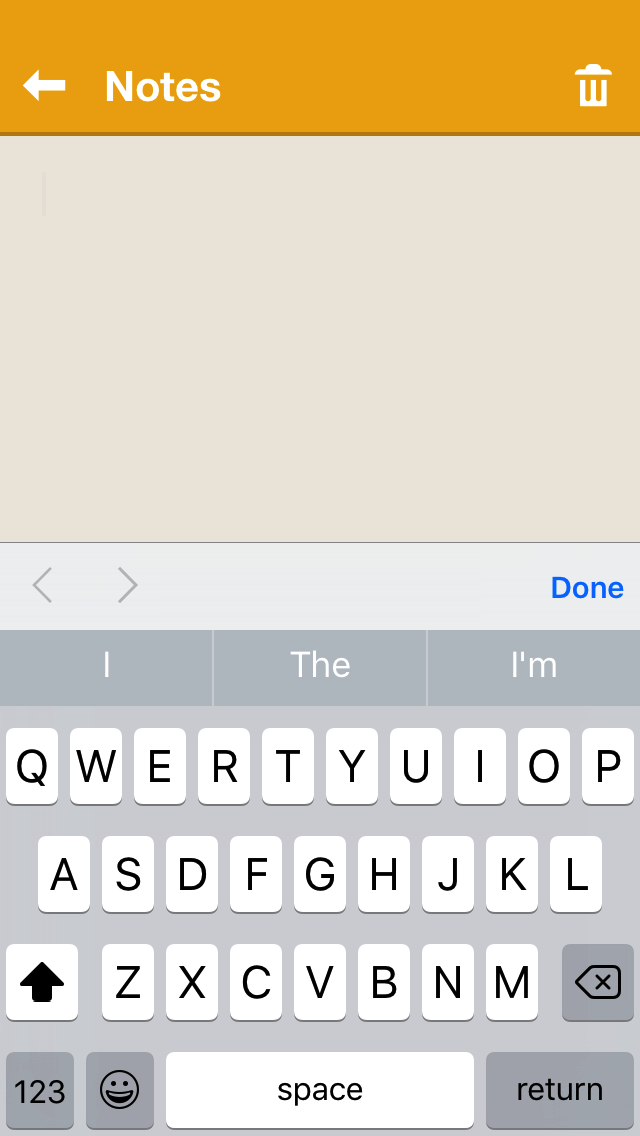 Notes
Done
I The I'm
Q W E R T Y U I O P
A S D F G H J K L
Z X C V B N M
123 space return